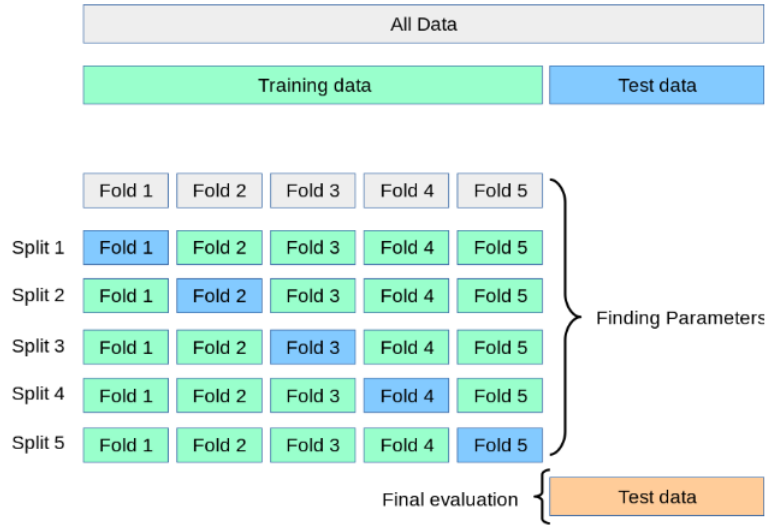 All Data
Training data Test data
Fold 1 Fold 2 Fold 3 Fold 4 Fold 5
Split 1 Fold 1 Fold 2 Fold 3 Fold 4 Fold 5
Split 2 Fold 1 Fold 2 Fold 3 Fold 4 Fold 5
Finding Parameters
Split 3 Fold 1 Fold 2 Fold 3 Fold 4 Fold 5
Split 4 Fold 1 Fold 2 Fold 3 Fold 4 Fold 5
Split 5 Fold 1 Fold 2 Fold 3 Fold 4 Fold 5
Final evaluation Test data